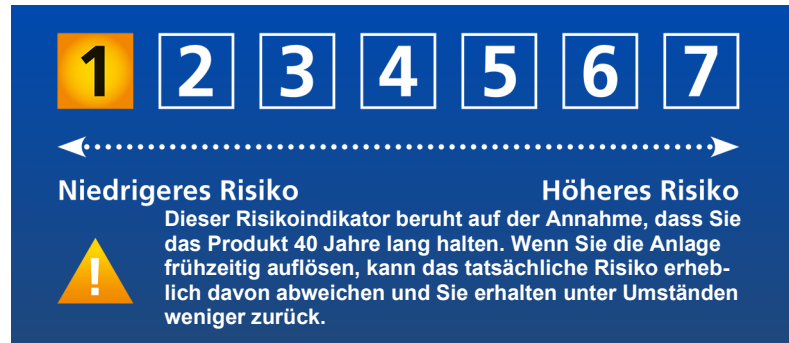 1 2 3 4 5 6 7
Niedrigeres Risiko Höheres Risiko
Dieser Risikoindikator beruht auf der Annahme, dass Sie
das Produkt 40 Jahre lang halten. Wenn Sie die Anlage
frühzeitig auflösen, kann das tatsächliche Risiko erheb-
lich davon abweichen und Sie erhalten unter Umständen
weniger zurück.
!